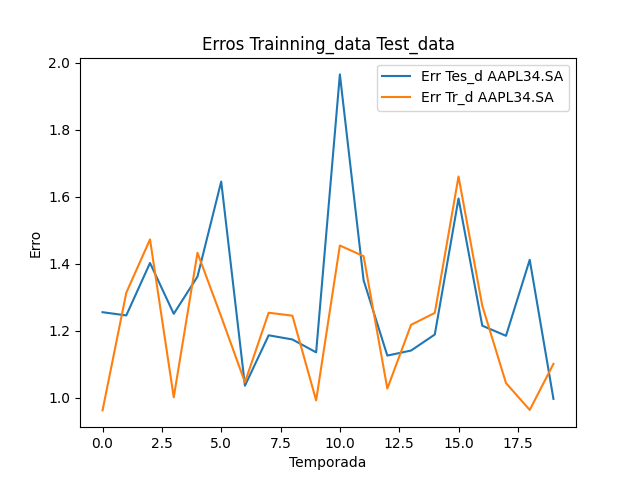 Erros Trainning_data Test_data
Err Tes_d AAPL34.SA
Err Tr_d AAPL34.SA
2.0
1.8
1.6
1.4
1.2
1.0
Erro
0.0 2.5 5.0 7.5 10.0 12.5 15.0 17.5
Temporada